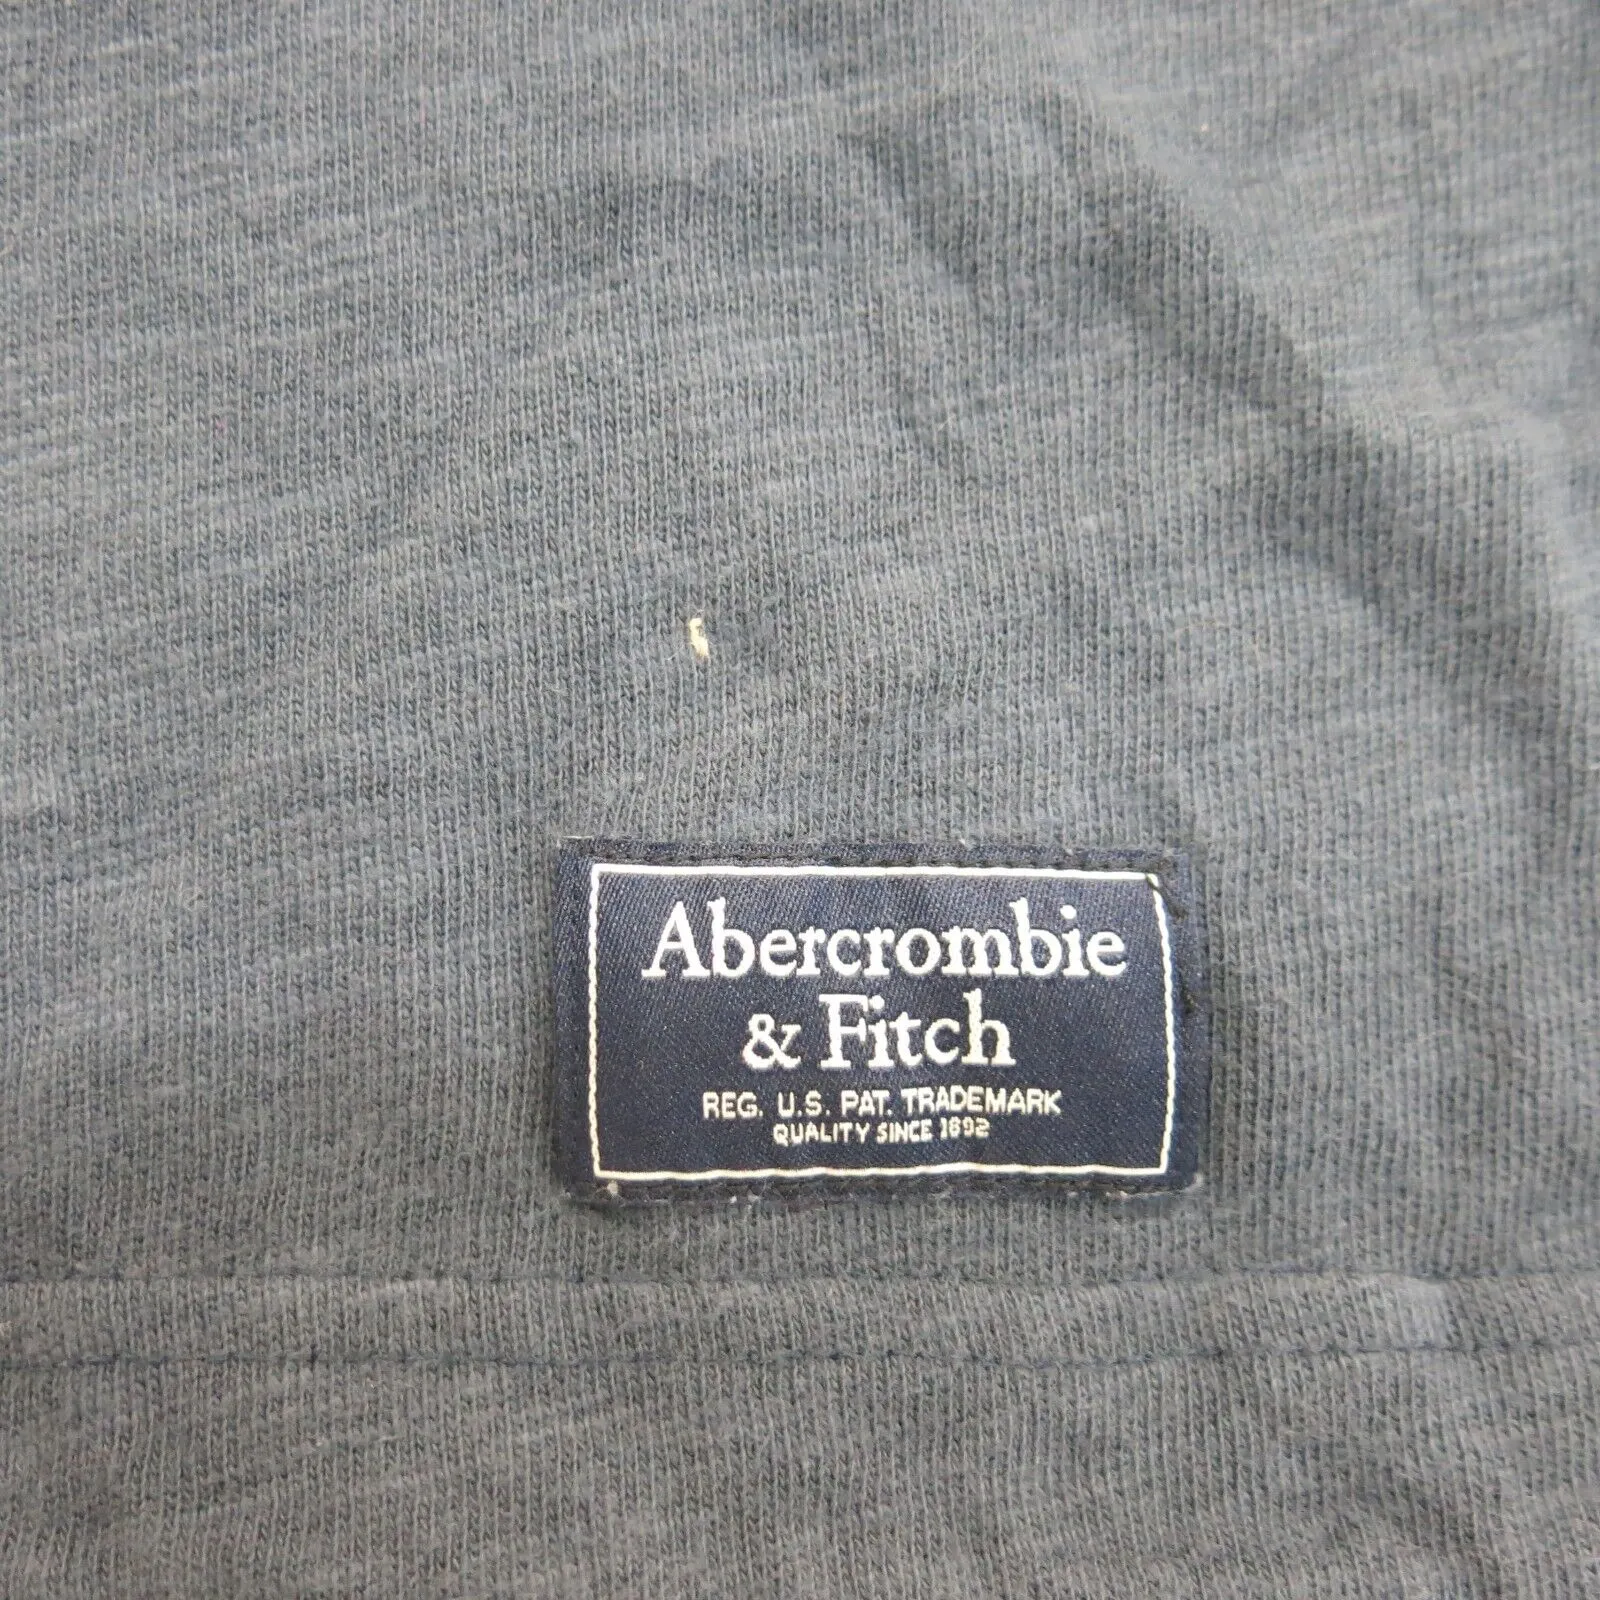 Abercrombie
& Fitch
REG. U.S. PAT. TRADEMARK
QUALITY SINCE 1892